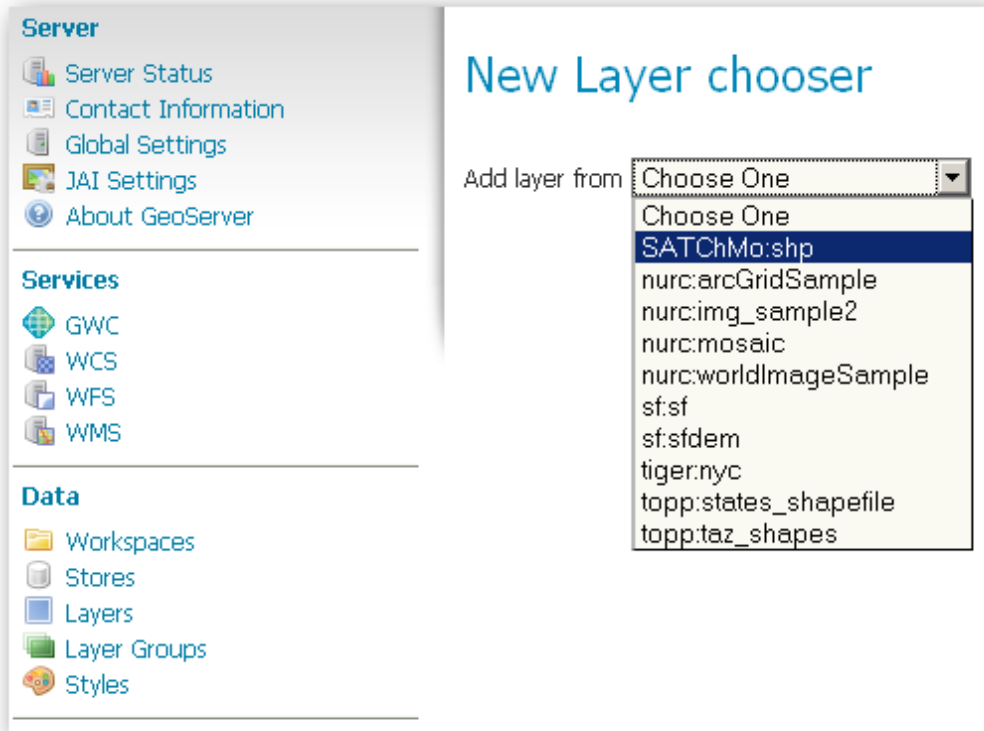 Server
Server Status
Contact Information
Global Settings
JAI Settings
About GeoServer
Services
GWC
WCS
WFS
WMS
Data
Workspaces
Stores
Layers
Layer Groups
Styles
New Layer chooser
Add layer from Choose One
Choose One
SATChMo:shp
nurc:arcGridSample
nurc:img_sample2
nurc:mosaic
nurc:worldImageSample
sf:sf
sf:sfdem
tiger:nyc
topp:states_shapefile
topp:taz_shapes